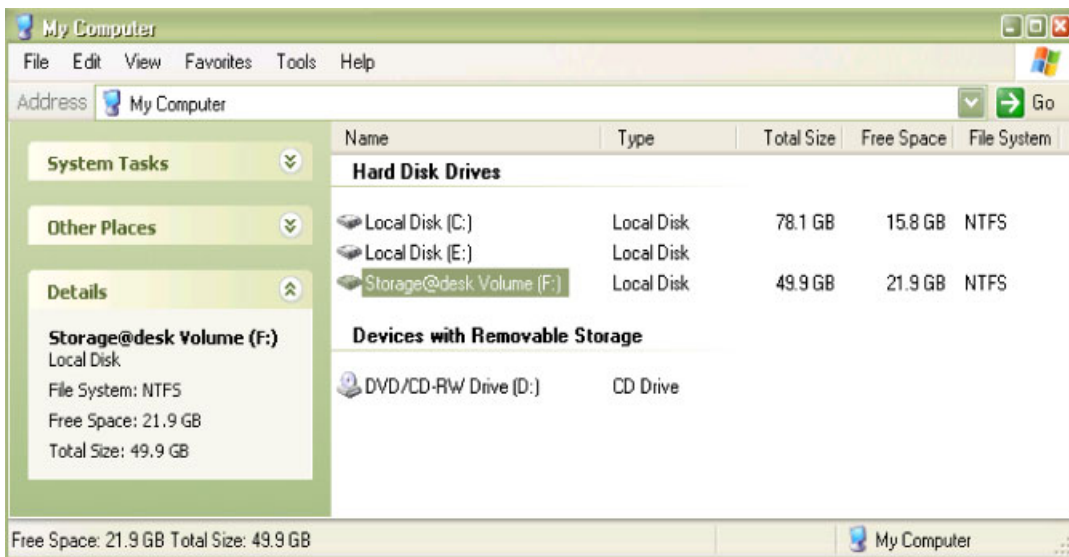 My Computer
File Edit View Favorites Tools Help
Address My Computer Go
System Tasks
Other Places
Details
Storage@desk Volume (F:)
Local Disk
File System: NTFS
Free Space: 21.9 GB
Total Size: 49.9 GB
Name Type Total Size Free Space File System
Hard Disk Drives
Local Disk (C:) Local Disk 78.1 GB 15.8 GB NTFS
Local Disk (E:) Local Disk
Storage@desk Volume (F:) Local Disk 49.9 GB 21.9 GB NTFS
Devices with Removable Storage
DVD/CD-RW Drive (D:) CD Drive
Free Space: 21.9 GB Total Size: 49.9 GB My Computer